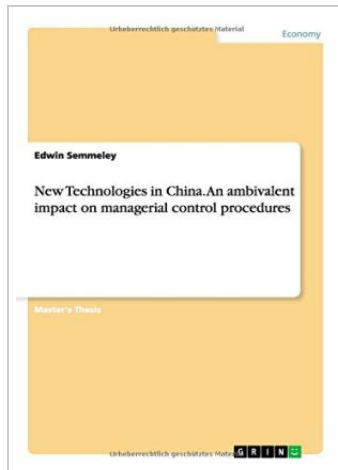 Urheberrechtlich geschütztes Material
Economy
Edwin Semmeley
New Technologies in China. An ambivalent
impact on managerial control procedures
Master's Thesis
Urheberrechtlich geschütztes Mate
GRIN